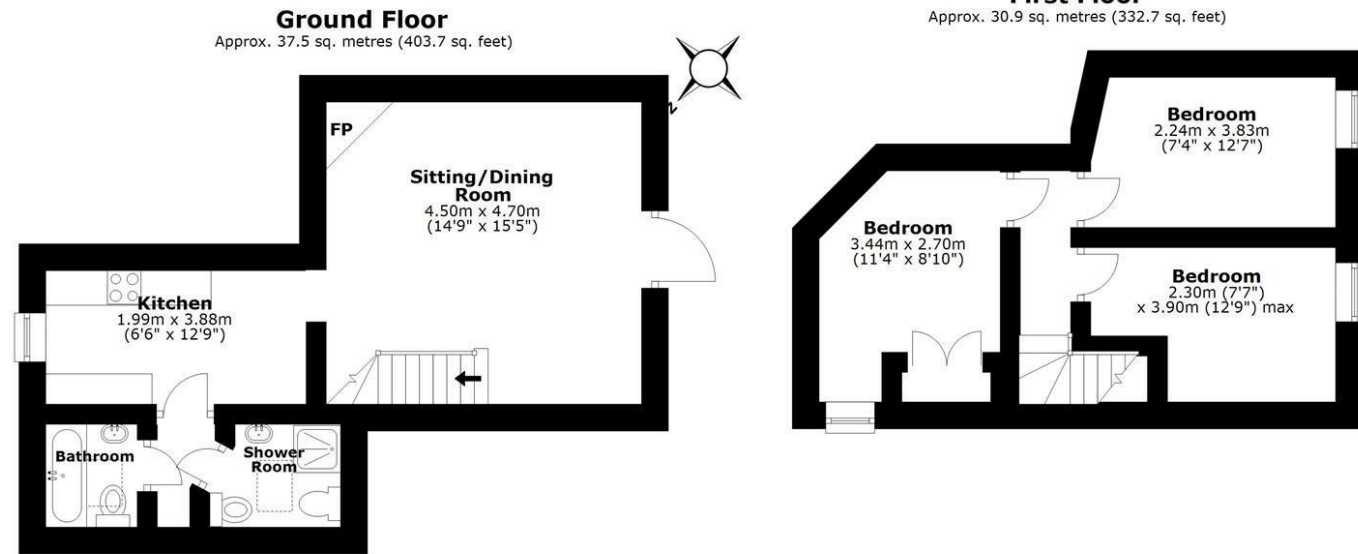 Ground Floor
Approx. 37.5 sq. metres (403.7 sq. feet)
FP
Sitting/Dining
Room
4.50m x 4.70m
(14'9" x 15'5")
Kitchen
1.99m x 3.88m
(6'6" x 12'9")
Bathroom
Shower
Room
N
First Floor
Approx. 30.9 sq. metres (332.7 sq. feet)
Bedroom
2.24m x 3.83m
(7'4" x 12'7")
Bedroom
3.44m x 2.70m
(11'4" x 8'10")
Bedroom
2.30m (7'7")
x 3.90m (12'9") max